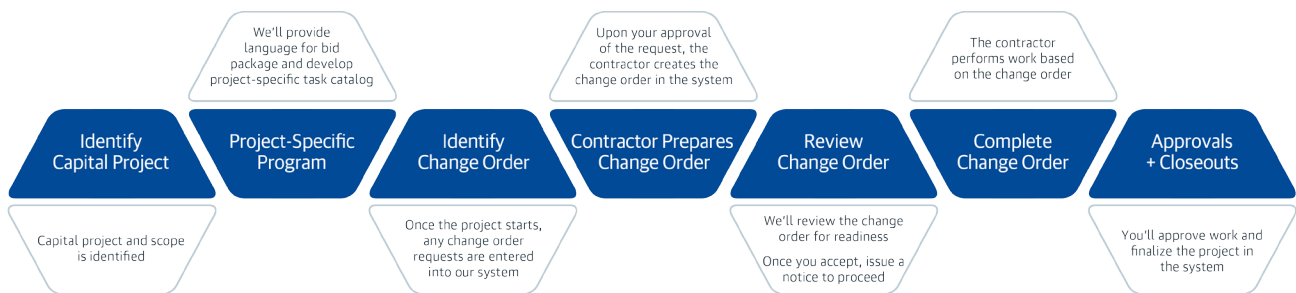 We'll provide
language for bid
package and develop
project-specific task catalog
Upon your approval
of the request, the
contractor creates the
change order in the system
The contractor
performs work based
on the change order
Identify
Capital Project
Project-Specific
Program
Identify
Change Order
Contractor Prepares
Change Order
Review
Change Order
Complete
Change Order
Approvals
+ Closeouts
Capital project and scope
is identified
Once the project starts,
any change order
requests are entered
into our system
We'll review the change
order for readiness
Once you accept, issue a
notice to proceed
You'll approve work and
finalize the project in
the system